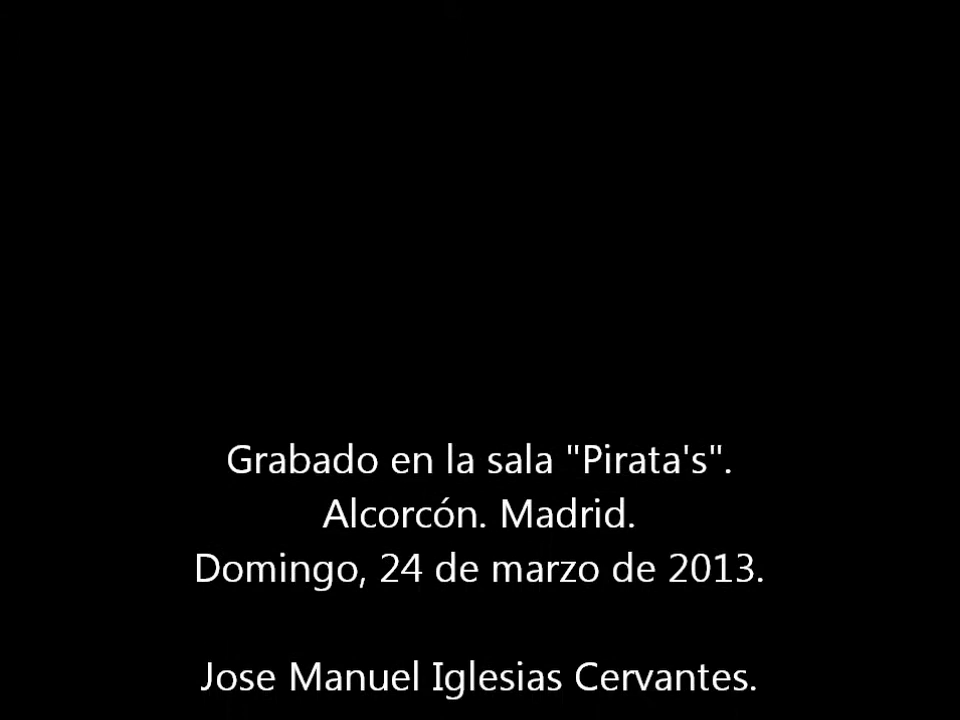 Grabado en la sala "Pirata's".
Alcorcón. Madrid.
Domingo, 24 de marzo de 2013.
Jose Manuel Iglesias Cervantes.